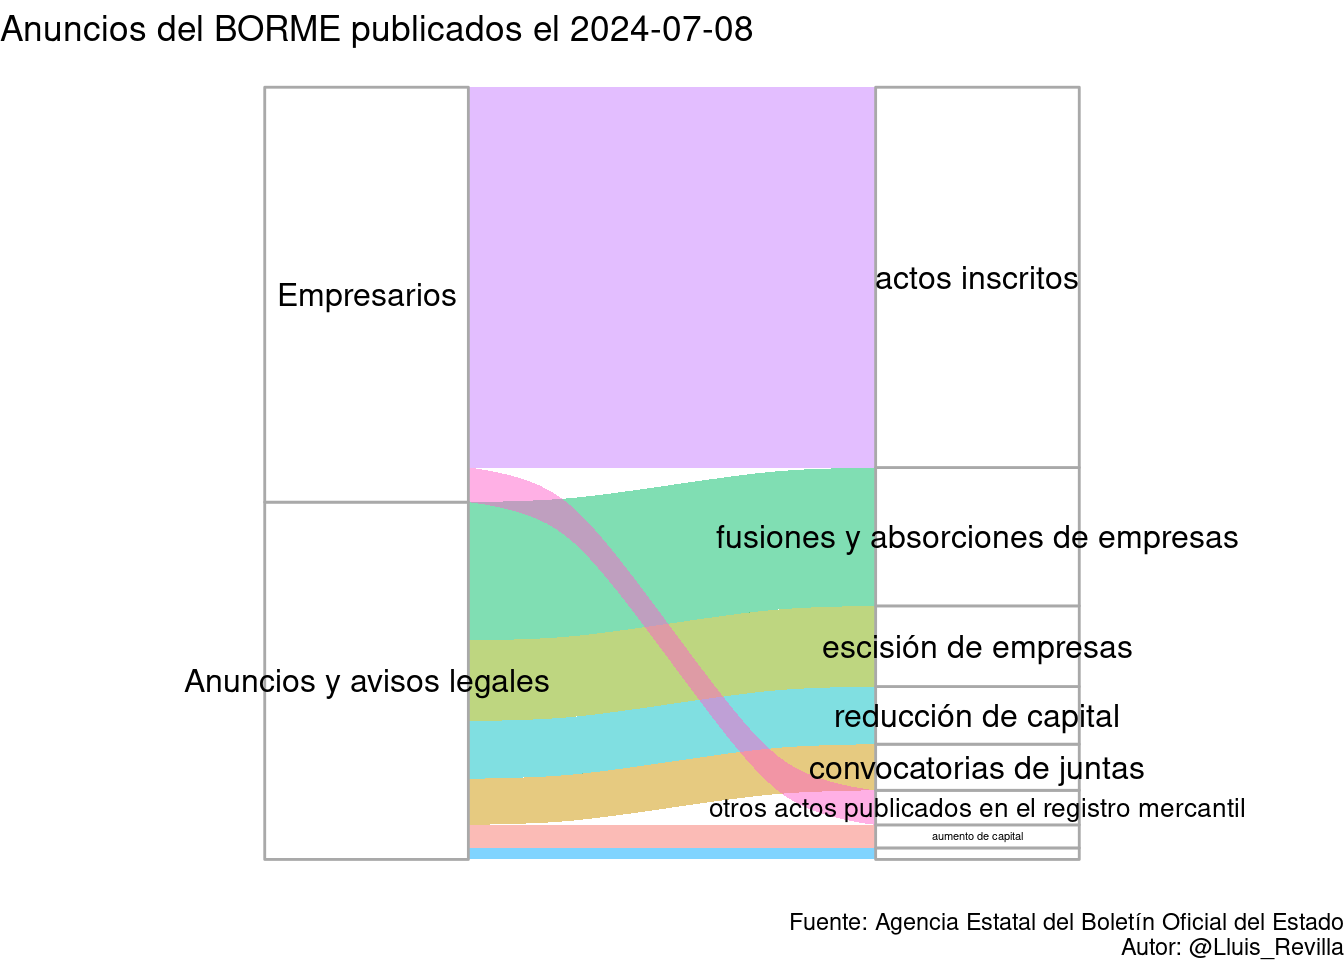 Anuncios del BORME publicados el 2024-07-08
Empresarios
actos inscritos
fusiones y absorciones de empresas
escisión de empresas
Anuncios y avisos legales
reducción de capital
convocatorias de juntas
otros actos publicados en el registro mercantil
aumento de capital
Fuente: Agencia Estatal del Boletín Oficial del Estado
Autor: @Lluis_Revilla